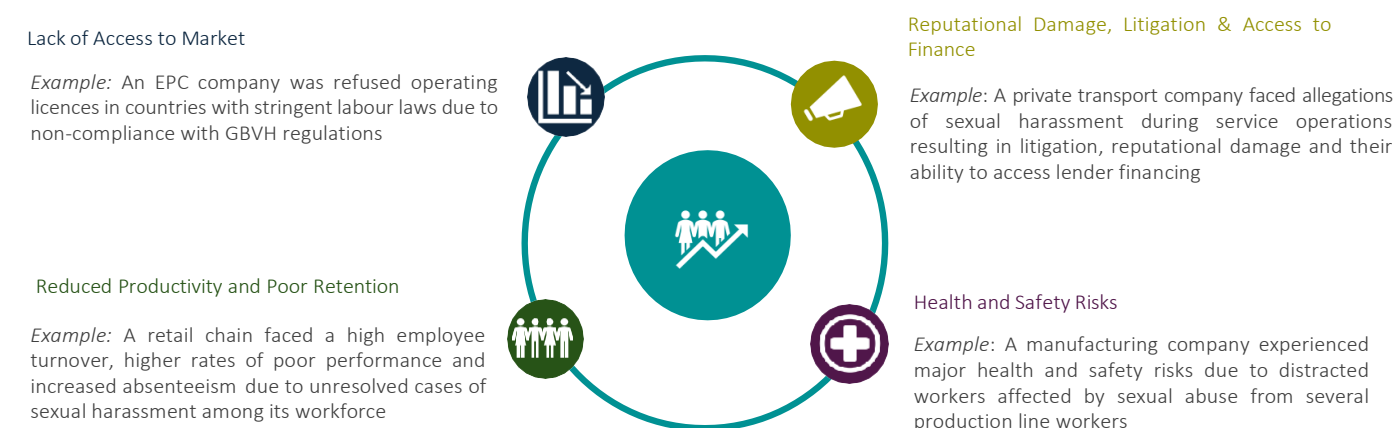 Lack of Access to Market
Example: An EPC company was refused operating
licences in countries with stringent labour laws due to
non-compliance with GBVH regulations
Reputational Damage, Litigation & Access to
Finance
Example: A private transport company faced allegations
of sexual harassment during service operations
resulting in litigation, reputational damage and their
ability to access lender financing
Reduced Productivity and Poor Retention
Example: A retail chain faced a high employee
turnover, higher rates of poor performance and
increased absenteeism due to unresolved cases of
sexual harassment among its workforce
Health and Safety Risks
Example: A manufacturing company experienced
major health and safety risks due to distracted
workers affected by sexual abuse from several
production line workers